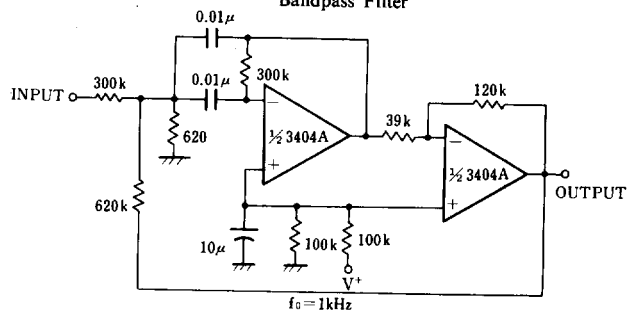 Bandpass Filter
0.01μ
0.01μ
300k
300k
INPUT
620
620k
½ 3404A
39k
120k
½ 3404A
OUTPUT
10μ
100k
100k
V+
f₀=1kHz